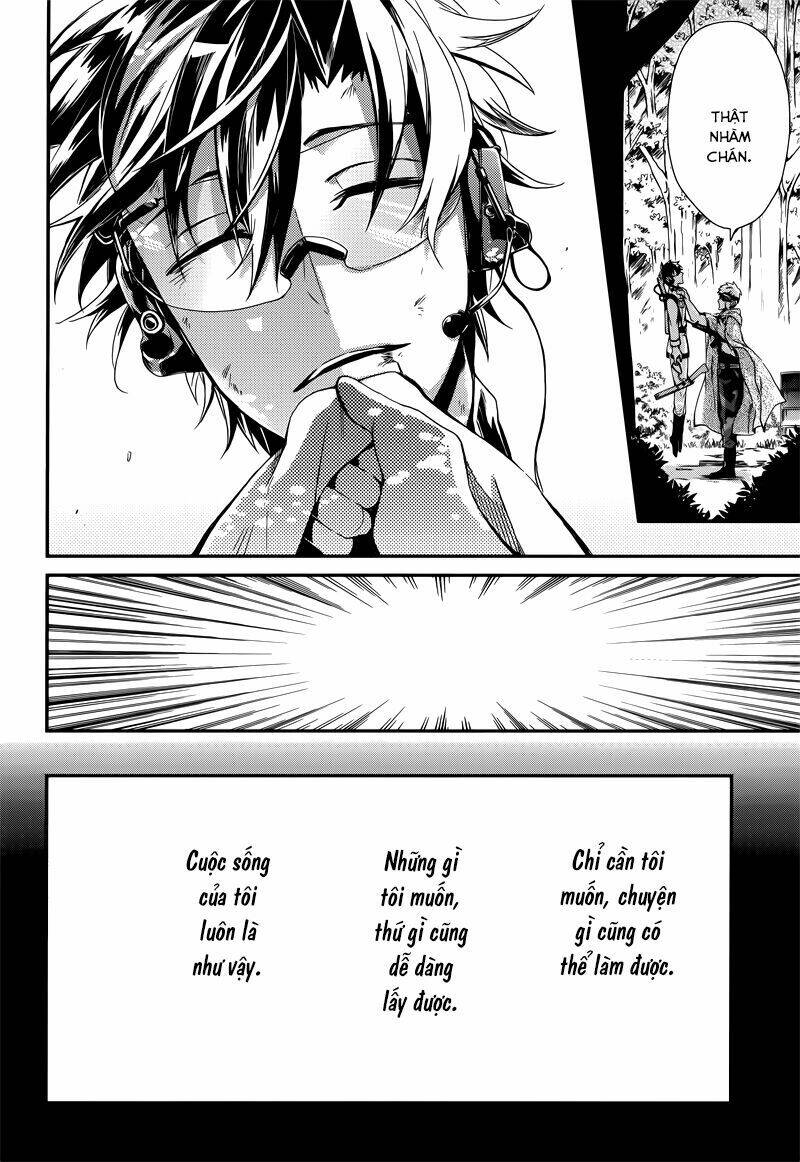 THẬT
NHÀM
CHÁN.
Chỉ cần tôi
muốn, chuyện
gì cũng có
thể làm được.
Những gì
tôi muốn,
thứ gì cũng
dễ dàng
lấy được.
Cuộc sống
của tôi
luôn là
như vậy.